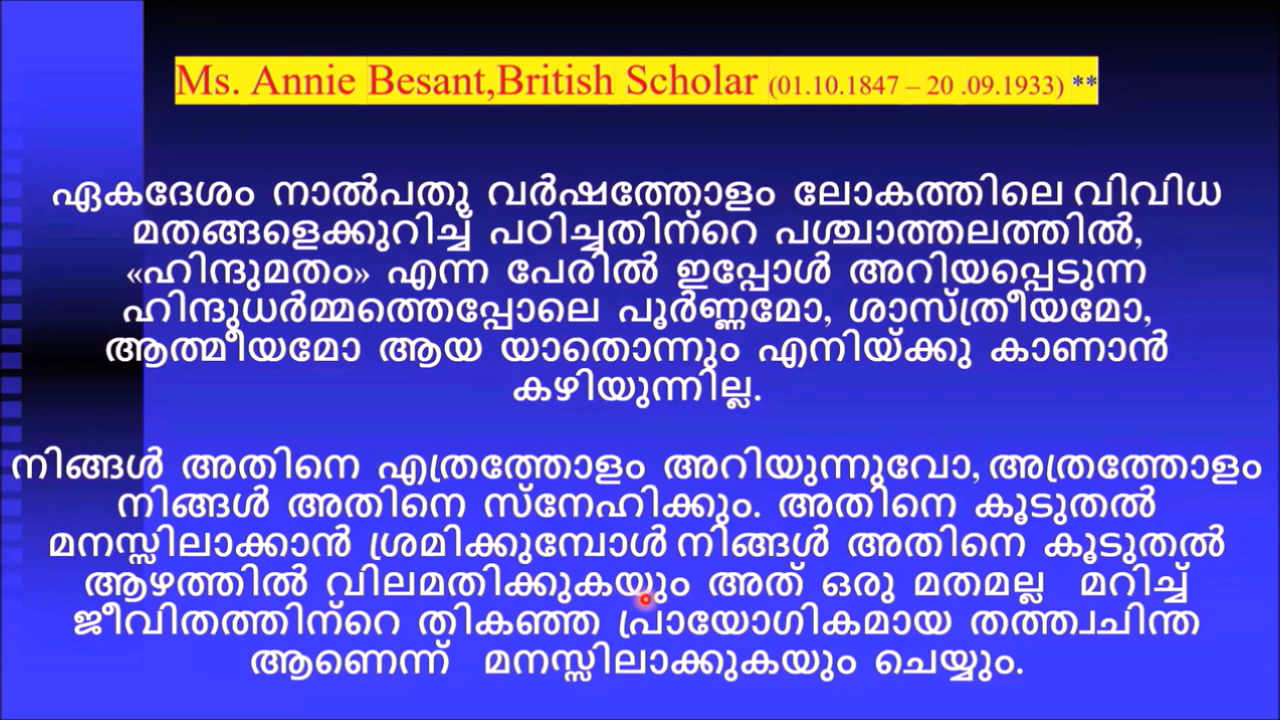 Ms. Annie Besant,British Scholar (01.10.1847 – 20 .09.1933) **
ഏകദേശം നാൽപതു വർഷത്തോളം ലോകത്തിലെ വിവിധ
മതങ്ങളെക്കുറിച്ച് പഠിച്ചതിന്റെ പശ്ചാത്തലത്തിൽ,
«ഹിന്ദുമതം» എന്ന പേരിൽ ഇപ്പോൾ അറിയപ്പെടുന്ന
ഹിന്ദുധർമ്മത്തെപ്പോലെ പൂർണ്ണമോ, ശാസ്ത്രീയമോ,
ആത്മീയമോ ആയ യാതൊന്നും എനിയ്ക്കു കാണാൻ
കഴിയുന്നില്ല.
നിങ്ങൾ അതിനെ എത്രത്തോളം അറിയുന്നുവോ, അത്രത്തോളം
നിങ്ങൾ അതിനെ സ്നേഹിക്കും. അതിനെ കൂടുതൽ
മനസ്സിലാക്കാൻ ശ്രമിക്കുമ്പോൾ നിങ്ങൾ അതിനെ കൂടുതൽ
ആഴത്തിൽ വിലമതിക്കുകയും അത് ഒരു മതമല്ല മറിച്ച്
ജീവിതത്തിന്റെ തികഞ്ഞ പ്രായോഗികമായ തത്ത്വചിന്ത
ആണെന്ന് മനസ്സിലാക്കുകയും ചെയ്യും.